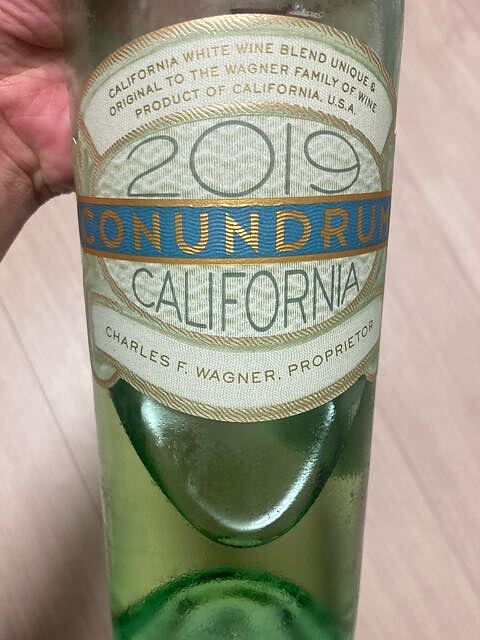 CALIFORNIA WHITE WINE BLEND UNIQUE &
ORIGINAL TO THE WAGNER FAMILY OF WINE
PRODUCT OF CALIFORNIA, U.S.A.
2019
CONUNDRUM
CALIFORNIA
CHARLES F. WAGNER, PROPRIETOR